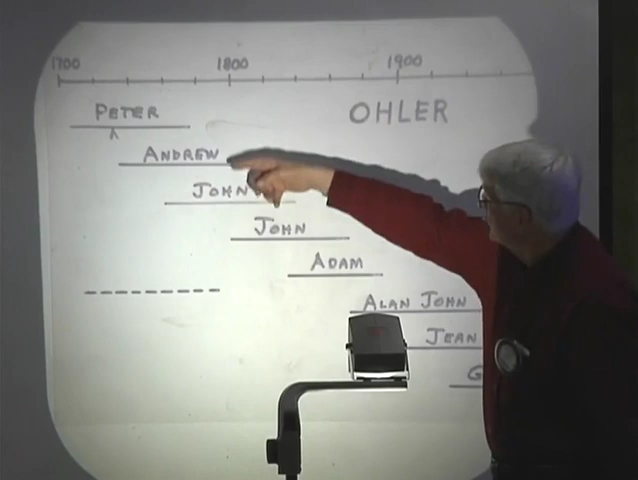 1700 1800 1900
PETER
OHLER
ANDREW
JOHN
JOHN
ADAM
ALAN JOHN
JEAN
G